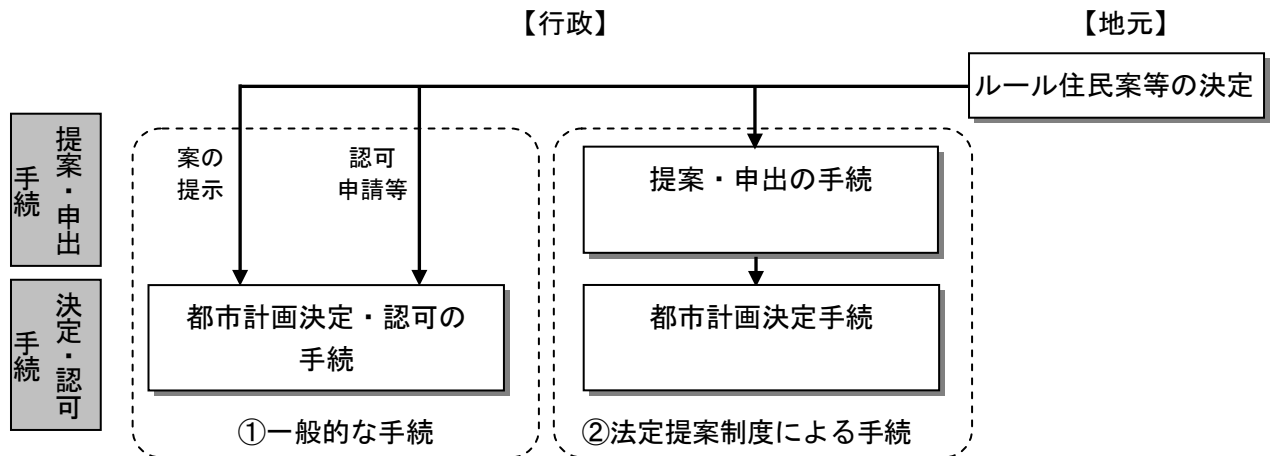 【行政】
【地元】
ルール住民案等の決定
提案・申出
手続
案の
提示
認可
申請等
提案・申出の手続
決定・認可
手続
都市計画決定・認可の
手続
都市計画決定手続
①一般的な手続
②法定提案制度による手続